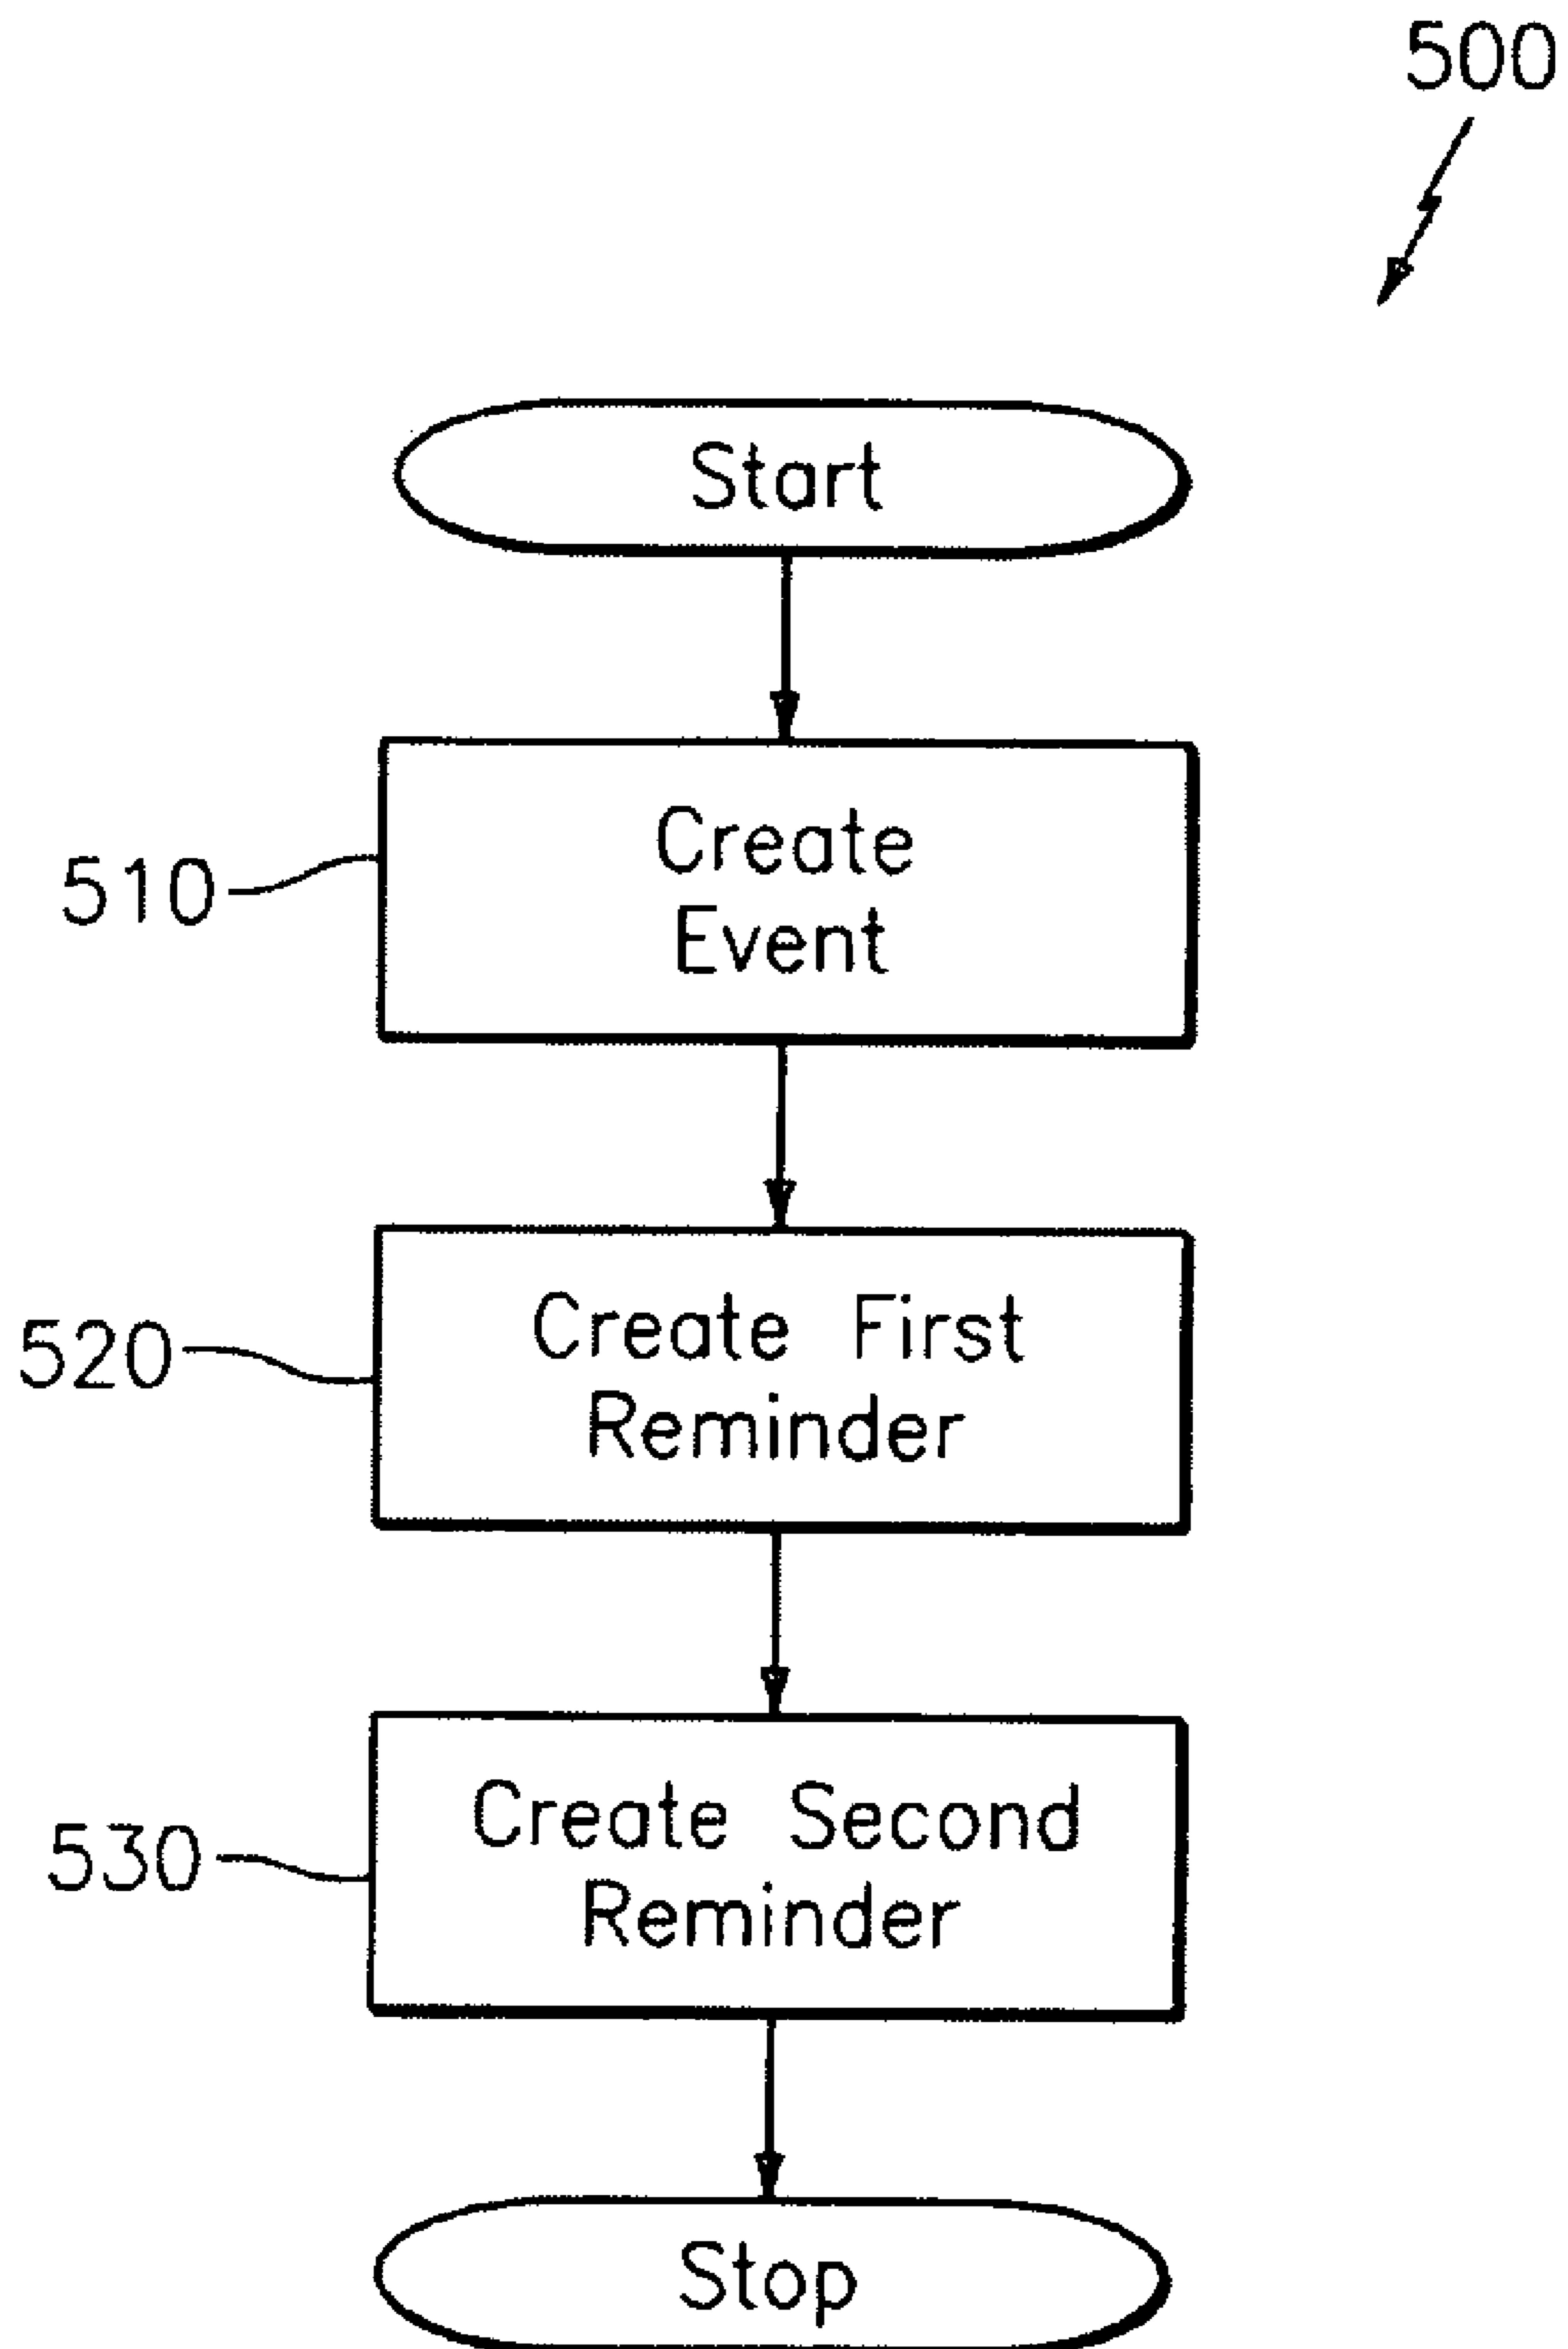 500
Start
510
Create
Event
520
Create First
Reminder
530
Create Second
Reminder
Stop